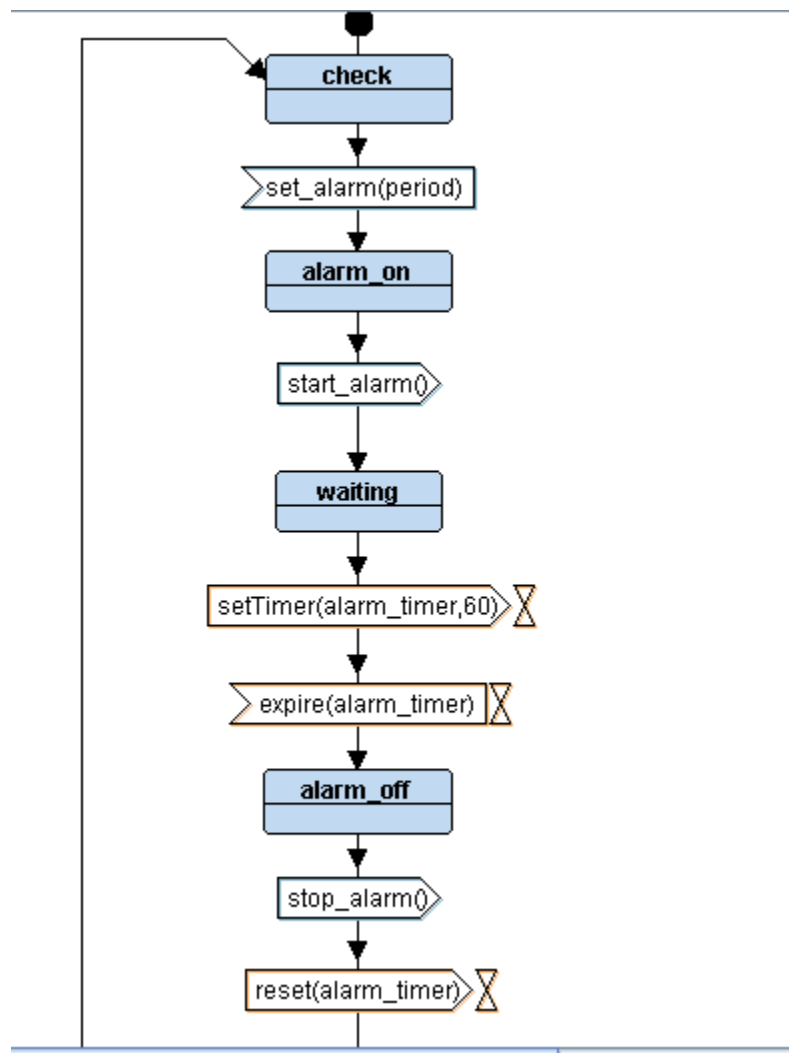 check
set_alarm(period)
alarm_on
start_alarm()
waiting
setTimer(alarm_timer,60)
expire(alarm_timer)
alarm_off
stop_alarm()
reset(alarm_timer)